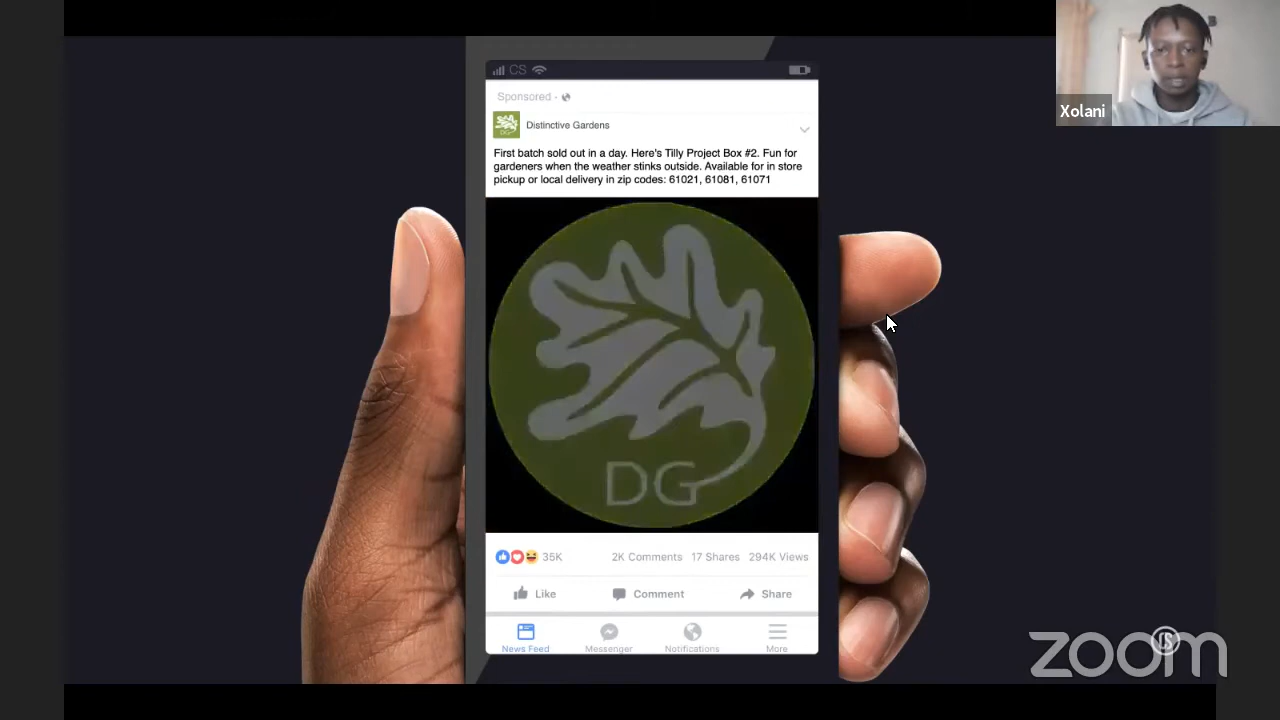 Xolani
CS
Sponsored ·
DG
Distinctive Gardens
First batch sold out in a day. Here's Tilly Project Box #2. Fun for
gardeners when the weather stinks outside. Available for in store
pickup or local delivery in zip codes: 61021, 61081, 61071
DG
35K 2K Comments 17 Shares 294K Views
Like Comment Share
News Feed Messenger Notifications More
zoom